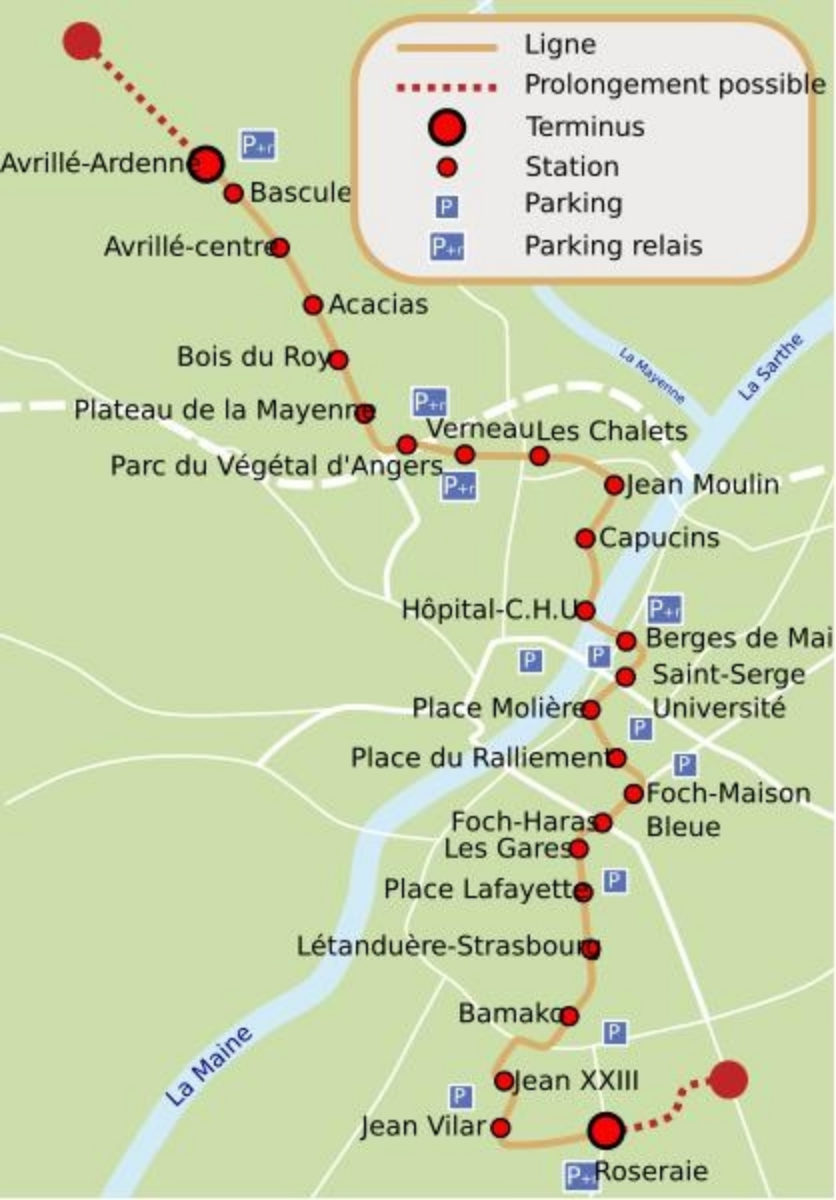 Ligne
Prolongement possible
Terminus
Station
P
Parking
P+r
Parking relais
P+r
Avrillé-Ardenne
Bascule
Avrillé-centre
Acacias
Bois du Roy
La Mayenne
La Sarthe
Plateau de la Mayenne
P+r
Verneau
Les Chalets
Parc du Végétal d'Angers
P+r
Jean Moulin
Capucins
Hôpital-C.H.U
P+r
Berges de Mai
P
P
Saint-Serge
Université
Place Molière
P
Place du Ralliement
P
Foch-Maison
Bleue
Foch-Haras
Les Gares
Place Lafayette
P
Létanduère-Strasbourg
Bamako
P
La Maine
Jean XXIII
P
Jean Vilar
P+r
Roseraie